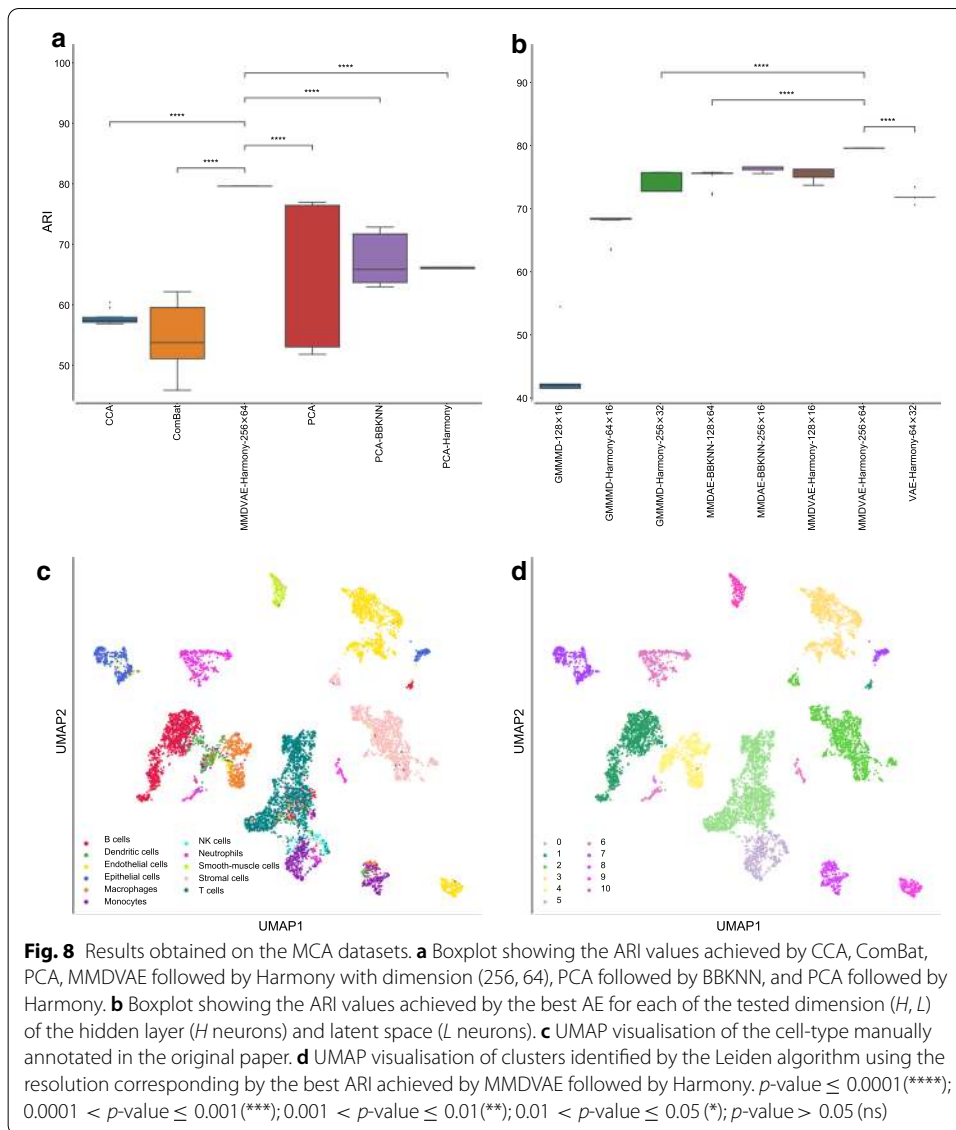 a
100
90
80
70
60
50
ARI
****
****
****
****
****
CCA
ComBat
MMDVAE-Harmony-256×64
PCA
PCA-BBKNN
PCA-Harmony
b
90
80
70
60
50
40
****
****
****
GMMMD-128×16
GMMMD-Harmony-64×16
GMMMD-Harmony-256×32
MMDAE-BBKNN-128×64
MMDAE-BBKNN-256×16
MMDVAE-Harmony-128×16
MMDVAE-Harmony-256×64
VAE-Harmony-64×32
c
UMAP2
B cells
Dendritic cells
Endothelial cells
Epithelial cells
Macrophages
Monocytes
NK cells
Neutrophils
Smooth-muscle cells
Stromal cells
T cells
UMAP1
d
0
1
2
3
4
5
6
7
8
9
10
UMAP1
Fig. 8 Results obtained on the MCA datasets. a Boxplot showing the ARI values achieved by CCA, ComBat,
PCA, MMDVAE followed by Harmony with dimension (256, 64), PCA followed by BBKNN, and PCA followed by
Harmony. b Boxplot showing the ARI values achieved by the best AE for each of the tested dimension (H, L)
of the hidden layer (H neurons) and latent space (L neurons). c UMAP visualisation of the cell-type manually
annotated in the original paper. d UMAP visualisation of clusters identified by the Leiden algorithm using the
resolution corresponding by the best ARI achieved by MMDVAE followed by Harmony. p-value ≤ 0.0001(****);
0.0001 < p-value ≤ 0.001(***); 0.001 < p-value ≤ 0.01(**); 0.01 < p-value ≤ 0.05 (*); p-value > 0.05 (ns)